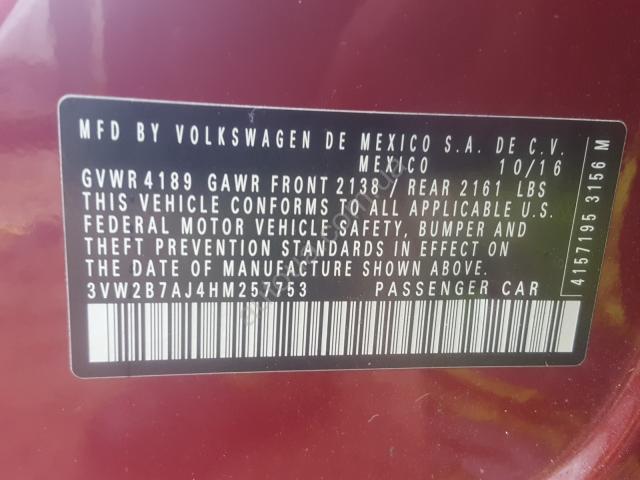 MFD BY VOLKSWAGEN DE MEXICO S.A. DE C.V.
MEXICO 10/16
GVWR 4189 GAWR FRONT 2138 / REAR 2161 LBS
THIS VEHICLE CONFORMS TO ALL APPLICABLE U.S.
FEDERAL MOTOR VEHICLE SAFETY, BUMPER AND
THEFT PREVENTION STANDARDS IN EFFECT ON
THE DATE OF MANUFACTURE SHOWN ABOVE.
3VW2B7AJ4HM257753 PASSENGER CAR
4157195 3156 M